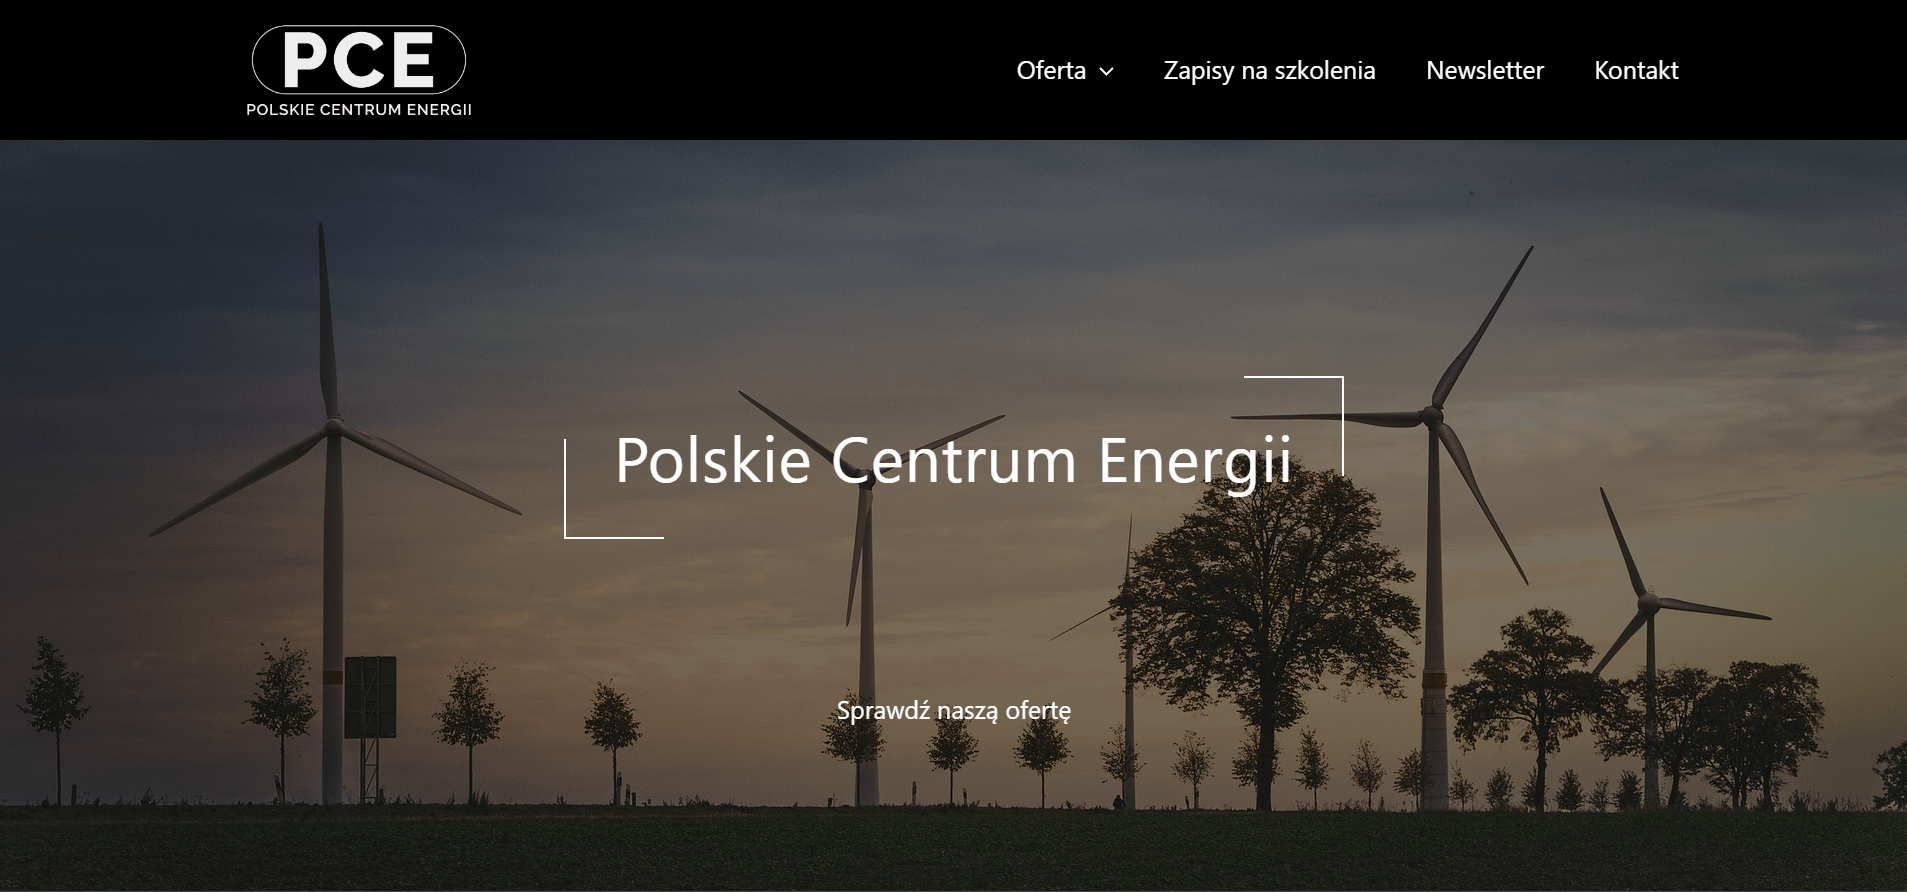 PCE
POLSKIE CENTRUM ENERGII
Oferta
Zapisy na szkolenia
Newsletter
Kontakt
Polskie Centrum Energii
Sprawdź naszą ofertę